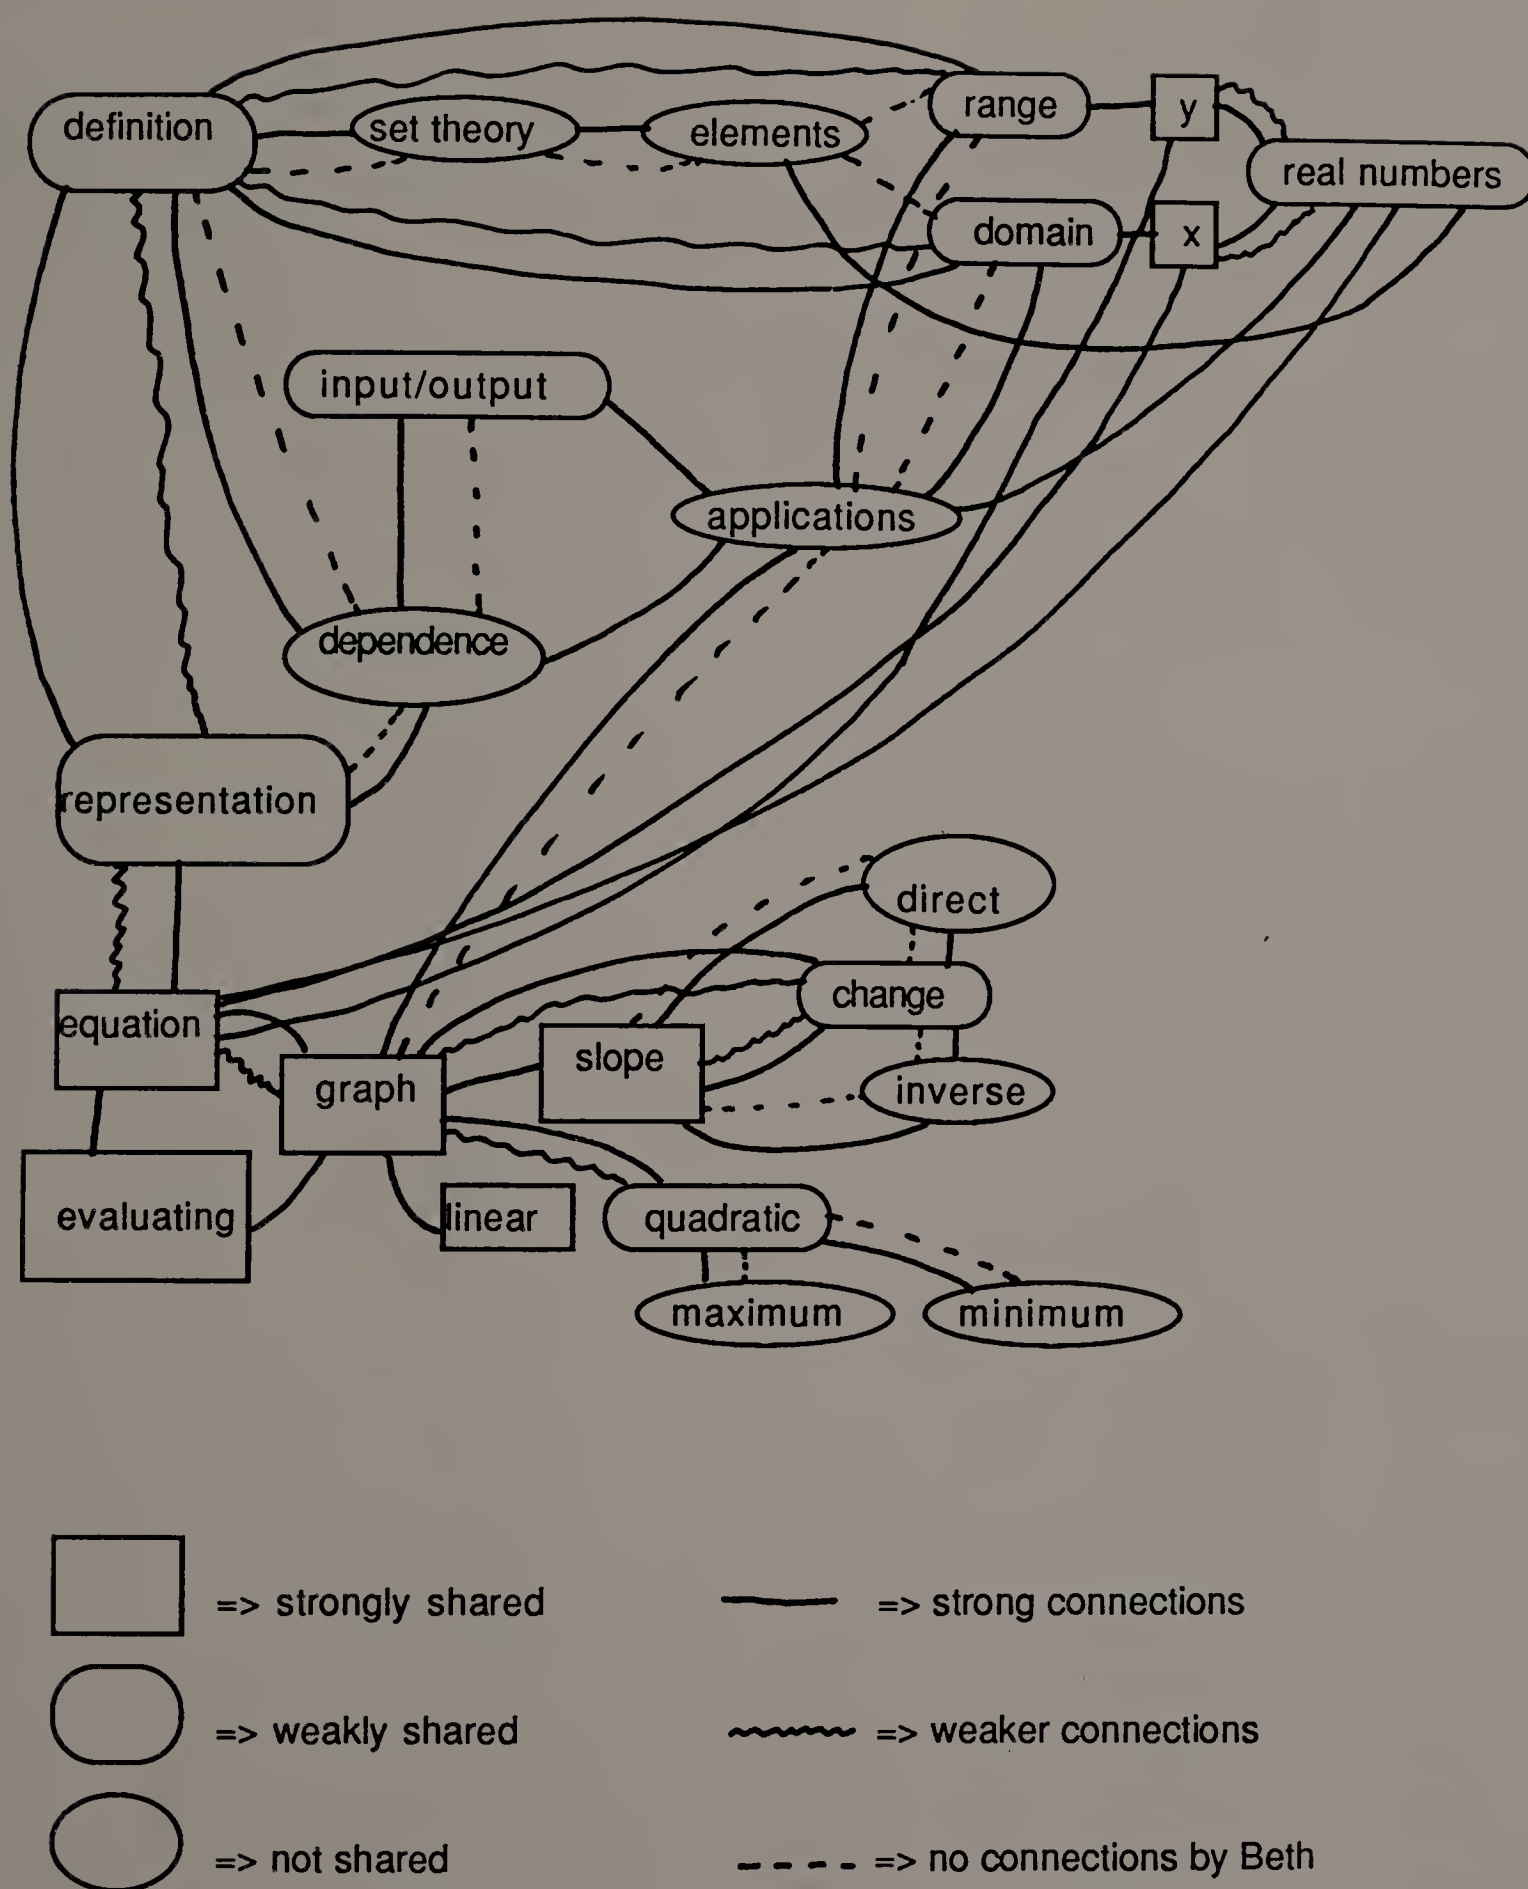 definition
set theory
elements
range
y
real numbers
domain
x
input/output
applications
dependence
representation
direct
equation
change
slope
graph
inverse
evaluating
linear
quadratic
maximum
minimum
=> strongly shared
=> strong connections
=> weakly shared
=> weaker connections
=> not shared
=> no connections by Beth